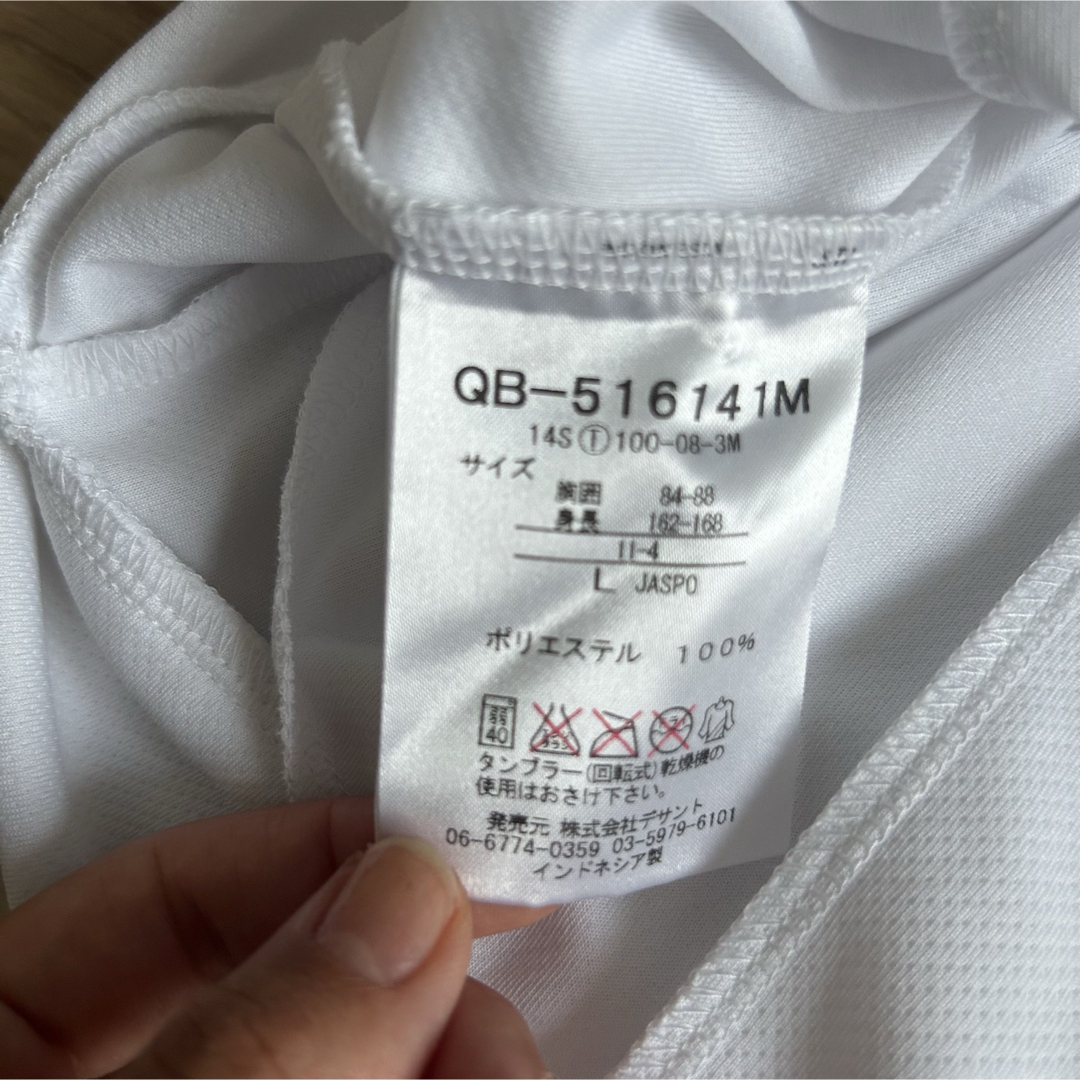 QB-516141M
14S Ⓣ 100-08-3M
サイズ
胸囲 84-88
身長 162-168
11-4
L JASPO
ポリエステル 100%
40
タンブラー(回転式)乾燥機の
使用はおさけ下さい。
発売元 株式会社デサント
06-6774-0359 03-5979-6101
インドネシア製